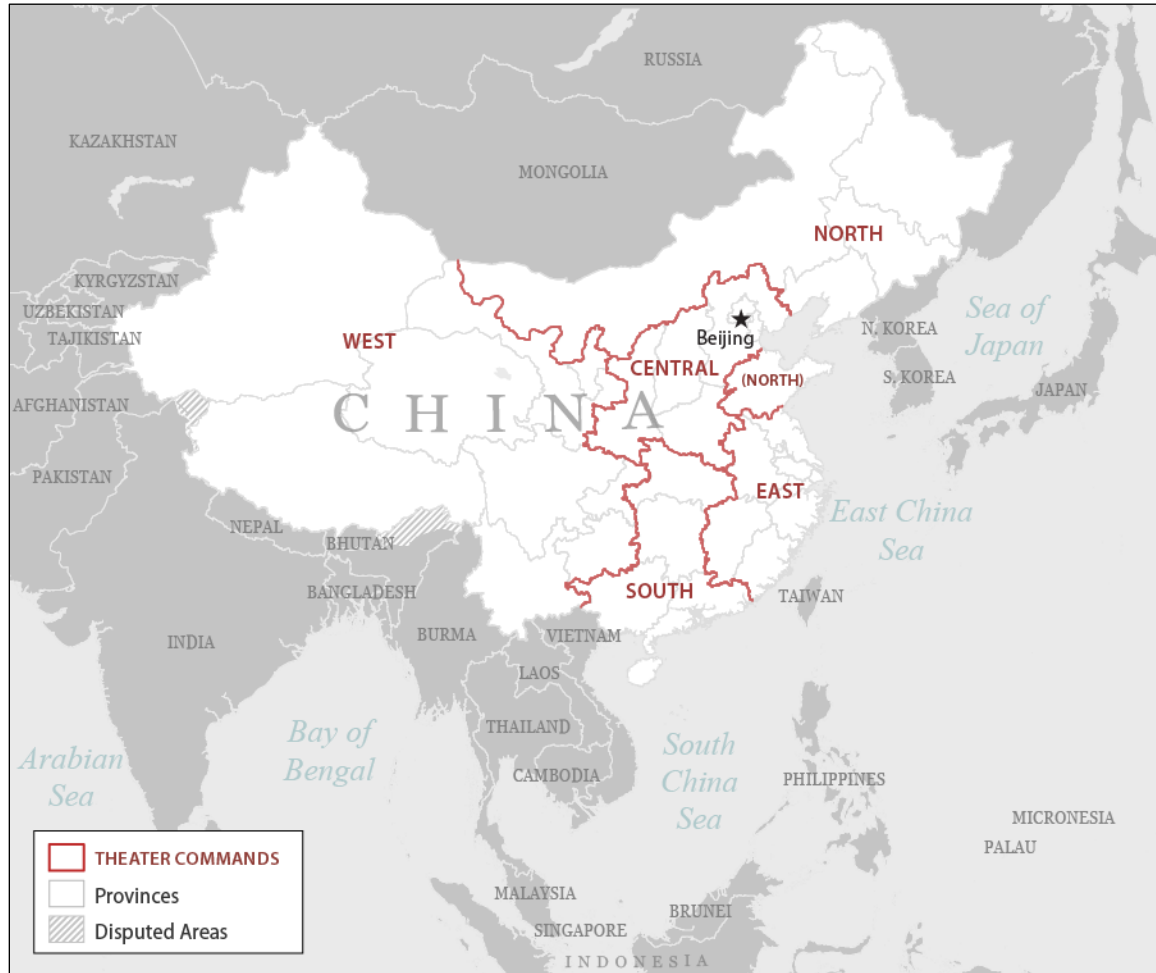 RUSSIA
KAZAKHSTAN
MONGOLIA
NORTH
KYRGYZSTAN
UZBEKISTAN
TAJIKISTAN
Sea of
Japan
N. KOREA
WEST
Beijing
CENTRAL
(NORTH)
S. KOREA
JAPAN
AFGHANISTAN
CHINA
PAKISTAN
EAST
East China
Sea
NEPAL
BHUTAN
BANGLADESH
SOUTH
TAIWAN
INDIA
BURMA
VIETNAM
LAOS
THAILAND
Bay of
Bengal
South
China
Sea
Arabian
Sea
CAMBODIA
PHILIPPINES
MICRONESIA
PALAU
THEATER COMMANDS
Provinces
Disputed Areas
MALAYSIA
BRUNEI
SINGAPORE
INDONESIA